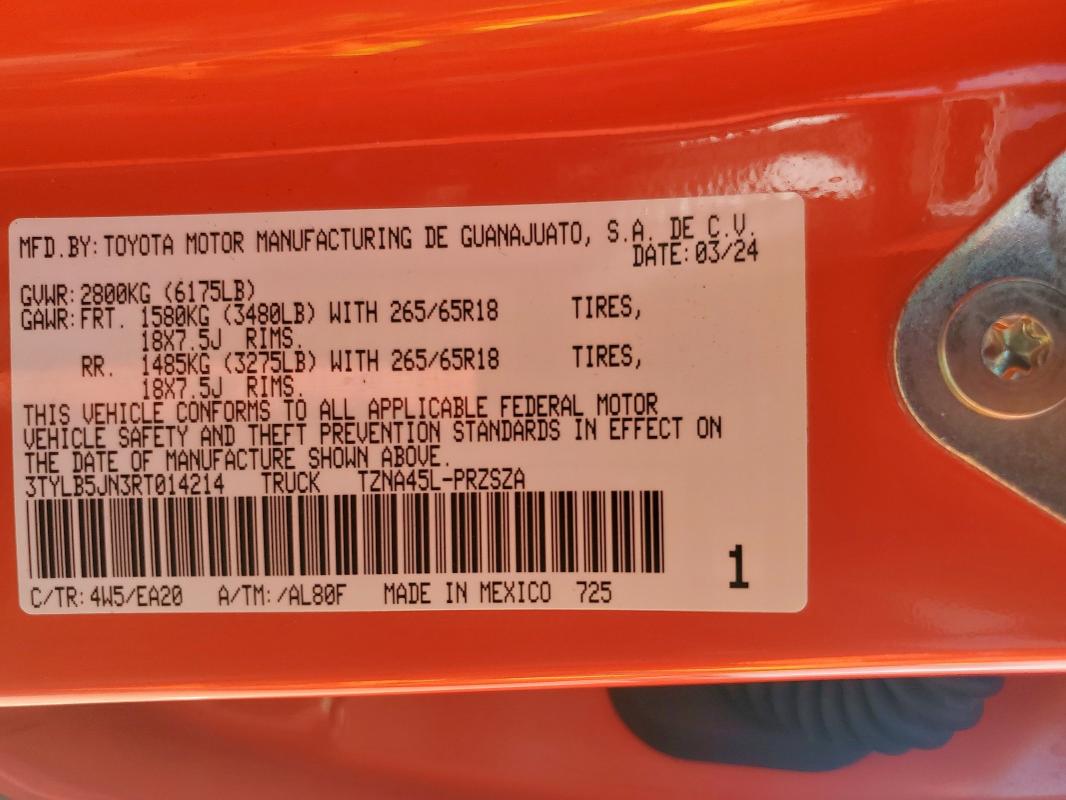 MFD.BY: TOYOTA MOTOR MANUFACTURING DE GUANAJUATO, S.A. DE C.V.
DATE: 03/24
GVWR: 2800KG (6175LB)
GAWR: FRT. 1580KG (3480LB) WITH 265/65R18 TIRES,
18X7.5J RIMS.
RR. 1485KG (3275LB) WITH 265/65R18 TIRES,
18X7.5J RIMS.
THIS VEHICLE CONFORMS TO ALL APPLICABLE FEDERAL MOTOR
VEHICLE SAFETY AND THEFT PREVENTION STANDARDS IN EFFECT ON
THE DATE OF MANUFACTURE SHOWN ABOVE.
3TYLB5JN3RT014214 TRUCK TZNA45L-PRZSZA
1
C/TR: 4W5/EA20 A/TM: /AL80F MADE IN MEXICO 725